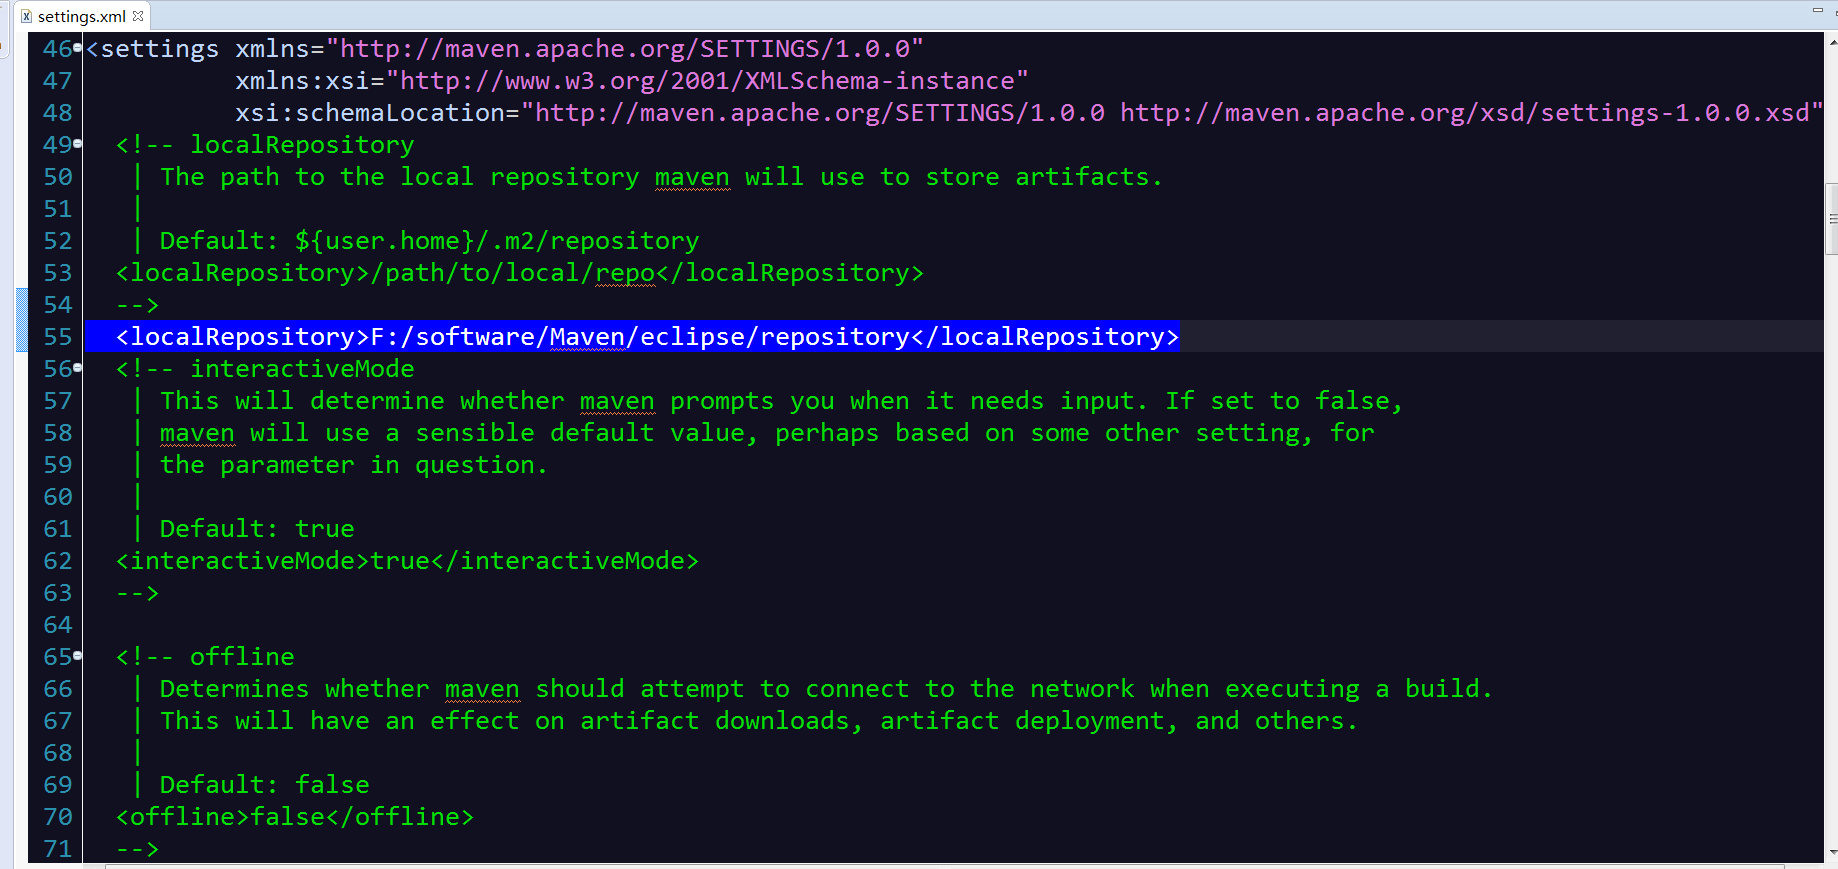 settings.xml
46 <settings xmlns="http://maven.apache.org/SETTINGS/1.0.0"
47 xmlns:xsi="http://www.w3.org/2001/XMLSchema-instance"
48 xsi:schemaLocation="http://maven.apache.org/SETTINGS/1.0.0 http://maven.apache.org/xsd/settings-1.0.0.xsd"
49 <!-- localRepository
50 | The path to the local repository maven will use to store artifacts.
51 |
52 | Default: ${user.home}/.m2/repository
53 <localRepository>/path/to/local/repo</localRepository>
54 -->
55 <localRepository>F:/software/Maven/eclipse/repository</localRepository>
56 <!-- interactiveMode
57 | This will determine whether maven prompts you when it needs input. If set to false,
58 | maven will use a sensible default value, perhaps based on some other setting, for
59 | the parameter in question.
60 |
61 | Default: true
62 <interactiveMode>true</interactiveMode>
63 -->
64
65 <!-- offline
66 | Determines whether maven should attempt to connect to the network when executing a build.
67 | This will have an effect on artifact downloads, artifact deployment, and others.
68 |
69 | Default: false
70 <offline>false</offline>
71 -->